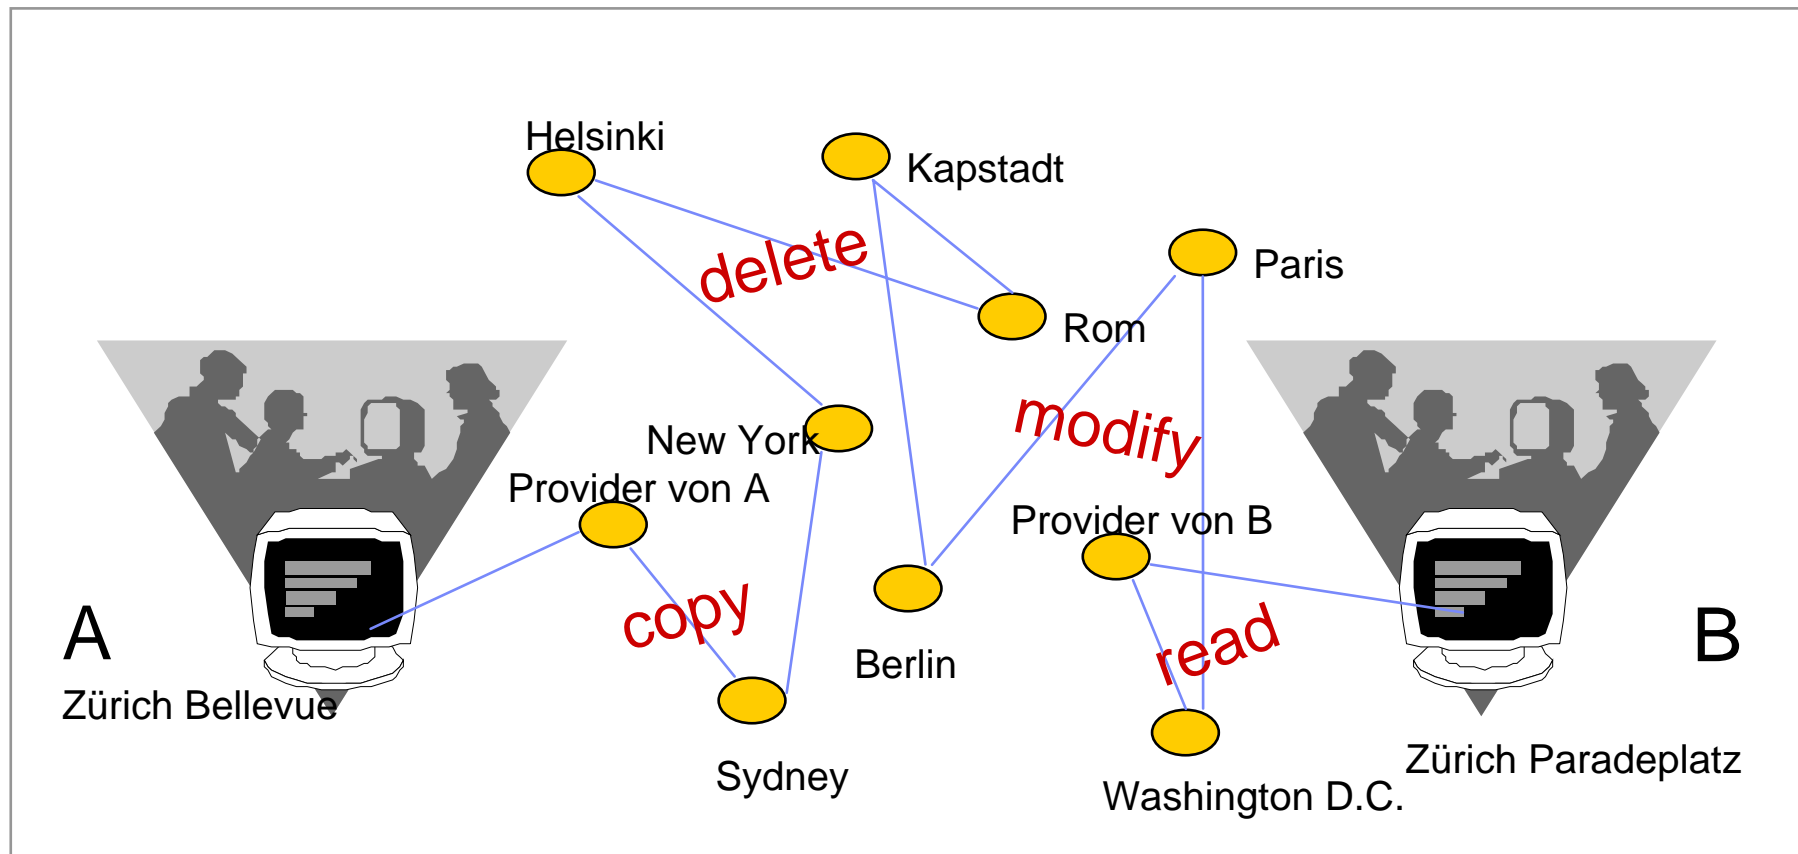 Helsinki
Kapstadt
delete
Paris
Rom
modify
New York
Provider von A
Provider von B
copy
read
A
B
Berlin
Zürich Bellevue
Zürich Paradeplatz
Sydney
Washington D.C.